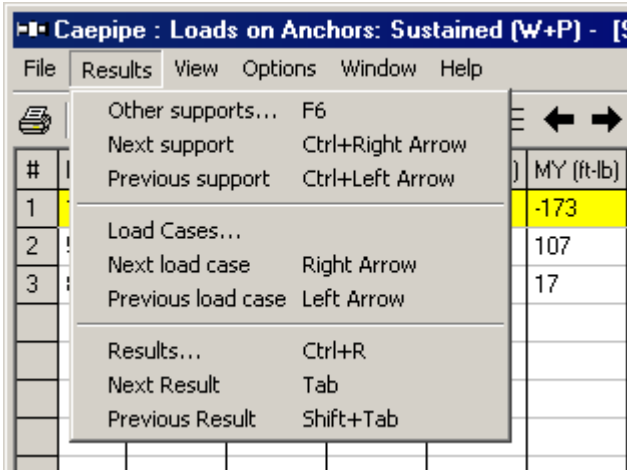 Caepipe : Loads on Anchors: Sustained (W+P) - [
File Results View Options Window Help
Other supports... F6
Next support Ctrl+Right Arrow
Previous support Ctrl+Left Arrow
Load Cases...
Next load case Right Arrow
Previous load case Left Arrow
Results... Ctrl+R
Next Result Tab
Previous Result Shift+Tab
# ) MY (ft-lb)
1 -173
2 107
3 17